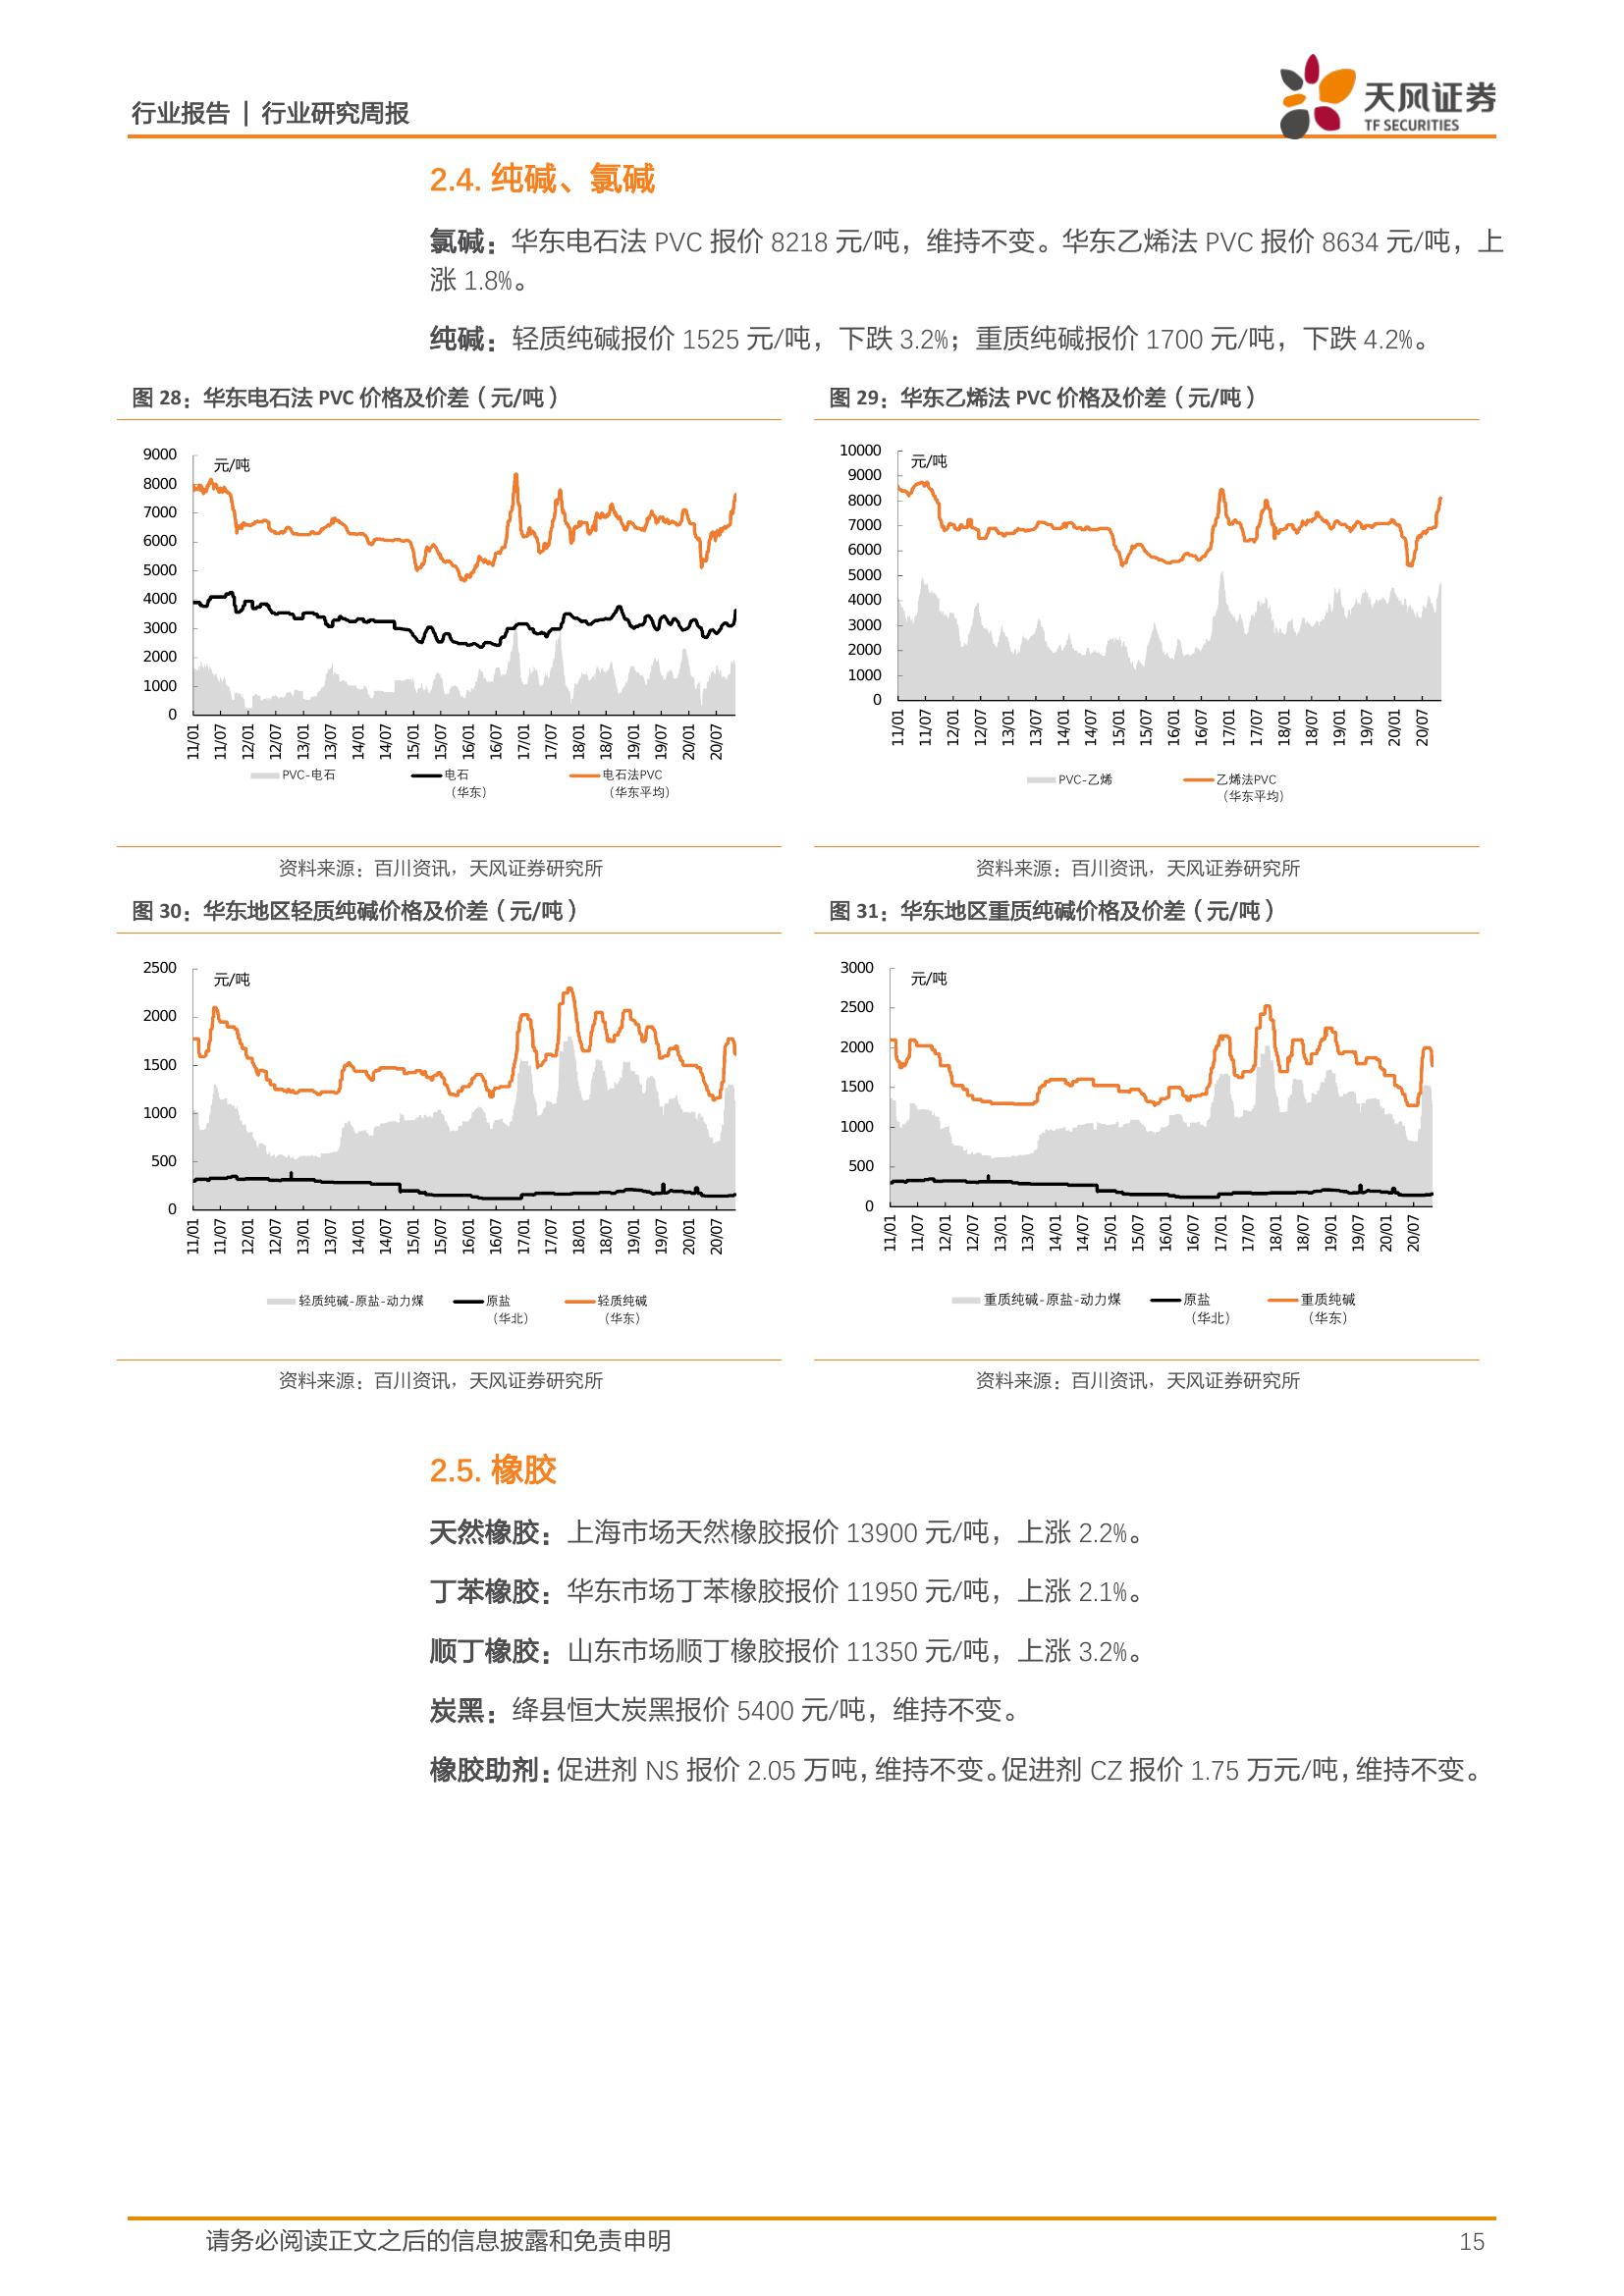 行业报告 | 行业研究周报
天风证券
TF SECURITIES
2.4. 纯碱、氯碱
氯碱：华东电石法 PVC 报价 8218 元/吨，维持不变。华东乙烯法 PVC 报价 8634 元/吨，上
涨 1.8%。
纯碱：轻质纯碱报价 1525 元/吨，下跌 3.2%；重质纯碱报价 1700 元/吨，下跌 4.2%。
图 28：华东电石法 PVC 价格及价差（元/吨）
元/吨
9000
8000
7000
6000
5000
4000
3000
2000
1000
0
11/01 11/07 12/01 12/07 13/01 13/07 14/01 14/07 15/01 15/07 16/01 16/07 17/01 17/07 18/01 18/07 19/01 19/07 20/01 20/07
PVC-电石 电石 电石法PVC
（华东） （华东平均）
资料来源：百川资讯，天风证券研究所
图 29：华东乙烯法 PVC 价格及价差（元/吨）
元/吨
10000
9000
8000
7000
6000
5000
4000
3000
2000
1000
0
11/01 11/07 12/01 12/07 13/01 13/07 14/01 14/07 15/01 15/07 16/01 16/07 17/01 17/07 18/01 18/07 19/01 19/07 20/01 20/07
PVC-乙烯 乙烯法PVC
（华东平均）
资料来源：百川资讯，天风证券研究所
图 30：华东地区轻质纯碱价格及价差（元/吨）
元/吨
2500
2000
1500
1000
500
0
11/01 11/07 12/01 12/07 13/01 13/07 14/01 14/07 15/01 15/07 16/01 16/07 17/01 17/07 18/01 18/07 19/01 19/07 20/01 20/07
轻质纯碱-原盐-动力煤 原盐 轻质纯碱
（华北） （华东）
资料来源：百川资讯，天风证券研究所
图 31：华东地区重质纯碱价格及价差（元/吨）
元/吨
3000
2500
2000
1500
1000
500
0
11/01 11/07 12/01 12/07 13/01 13/07 14/01 14/07 15/01 15/07 16/01 16/07 17/01 17/07 18/01 18/07 19/01 19/07 20/01 20/07
重质纯碱-原盐-动力煤 原盐 重质纯碱
（华北） （华东）
资料来源：百川资讯，天风证券研究所
2.5. 橡胶
天然橡胶：上海市场天然橡胶报价 13900 元/吨，上涨 2.2%。
丁苯橡胶：华东市场丁苯橡胶报价 11950 元/吨，上涨 2.1%。
顺丁橡胶：山东市场顺丁橡胶报价 11350 元/吨，上涨 3.2%。
炭黑：绛县恒大炭黑报价 5400 元/吨，维持不变。
橡胶助剂：促进剂 NS 报价 2.05 万吨，维持不变。促进剂 CZ 报价 1.75 万元/吨，维持不变。
请务必阅读正文之后的信息披露和免责申明
15